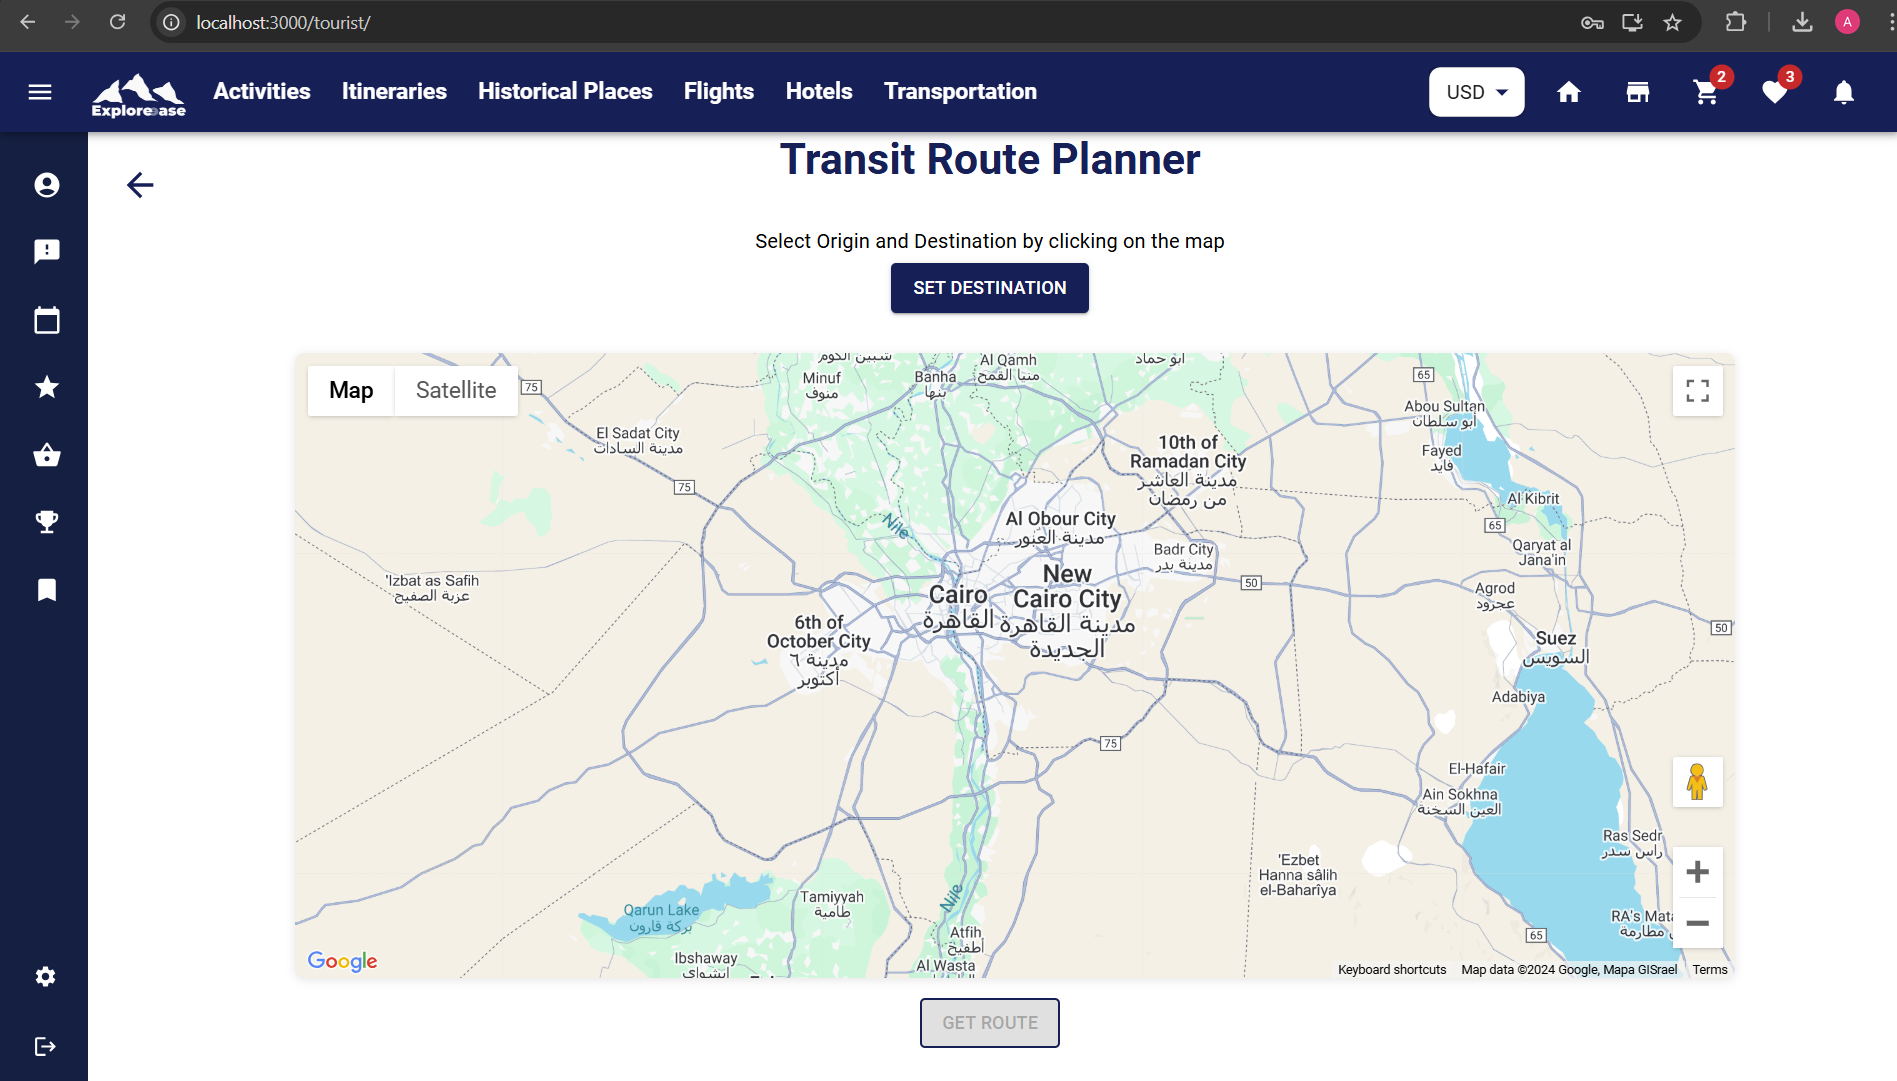 localhost:3000/tourist/
A
Exploreease
Activities
Itineraries
Historical Places
Flights
Hotels
Transportation
USD
2
3
Transit Route Planner
Select Origin and Destination by clicking on the map
SET DESTINATION
Map
Satellite
75
شبين الكوم
Minuf
منوف
Banha
بنها
Al Qamh
منيا القمح
ابو حماد
65
Abou Sultan
أبو سلطان
El Sadat City
مدينة السادات
10th of
Ramadan City
مدينة العاشر
من رمضان
Fayed
فايد
75
Al Kibrit
Nile
Al Obour City
مدينة العبور
65
Badr City
مدينة بدر
Qaryat al
Jana'in
'Izbat as Safih
عزبة الصفيح
New
Cairo City
مدينة القاهرة
الجديدة
Cairo
القاهرة
50
Agrod
عجرود
6th of
October City
مدينة ٦
أكتوبر
Suez
السويس
50
Adabiya
75
El-Hafair
Ain Sokhna
العين السخنة
Ras Sedr
راس سدر
'Ezbet
Hanna sâlih
el-Baharîya
Qarun Lake
بركة قارون
Tamiyyah
طامية
Nile
RA's Mata
مطارمة
Atfih
أطفيح
65
Ibshaway
إبشواي
Al Wasta
Google
Keyboard shortcuts
Map data ©2024 Google, Mapa GISrael
Terms
GET ROUTE